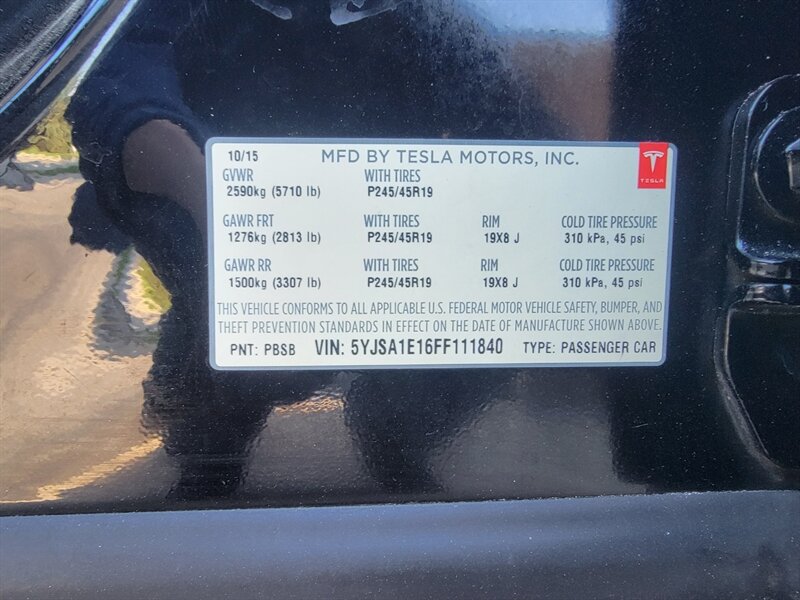 10/15 MFD BY TESLA MOTORS, INC.
TESLA
GVWR WITH TIRES
2590kg (5710 lb) P245/45R19
GAWR FRT WITH TIRES RIM COLD TIRE PRESSURE
1276kg (2813 lb) P245/45R19 19X8 J 310 kPa, 45 psi
GAWR RR WITH TIRES RIM COLD TIRE PRESSURE
1500kg (3307 lb) P245/45R19 19X8 J 310 kPa, 45 psi
THIS VEHICLE CONFORMS TO ALL APPLICABLE U.S. FEDERAL MOTOR VEHICLE SAFETY, BUMPER, AND
THEFT PREVENTION STANDARDS IN EFFECT ON THE DATE OF MANUFACTURE SHOWN ABOVE.
PNT: PBSB VIN: 5YJSA1E16FF111840 TYPE: PASSENGER CAR